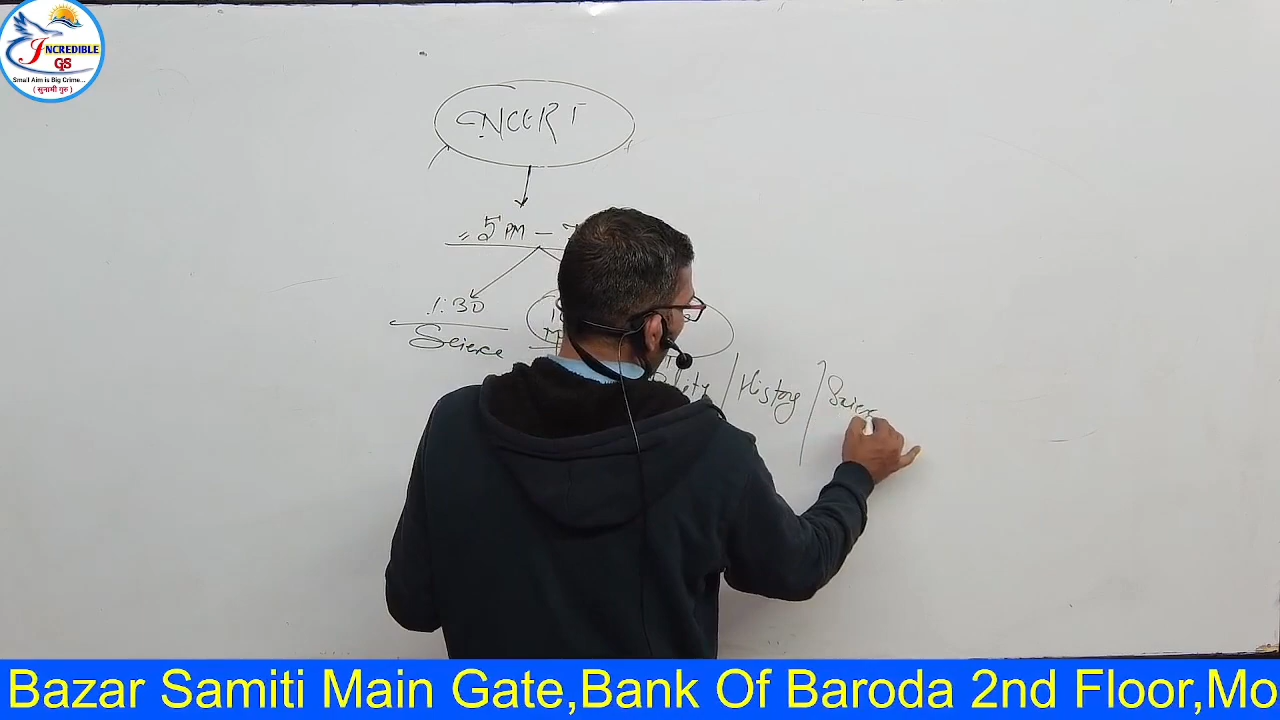 INCREDIBLE
GS
Small Aim is Big Crime...
( सुनामी गुरु )
NCERT
5 PM –
1:30
Science
History
Scien
Bazar Samiti Main Gate,Bank Of Baroda 2nd Floor,Mo